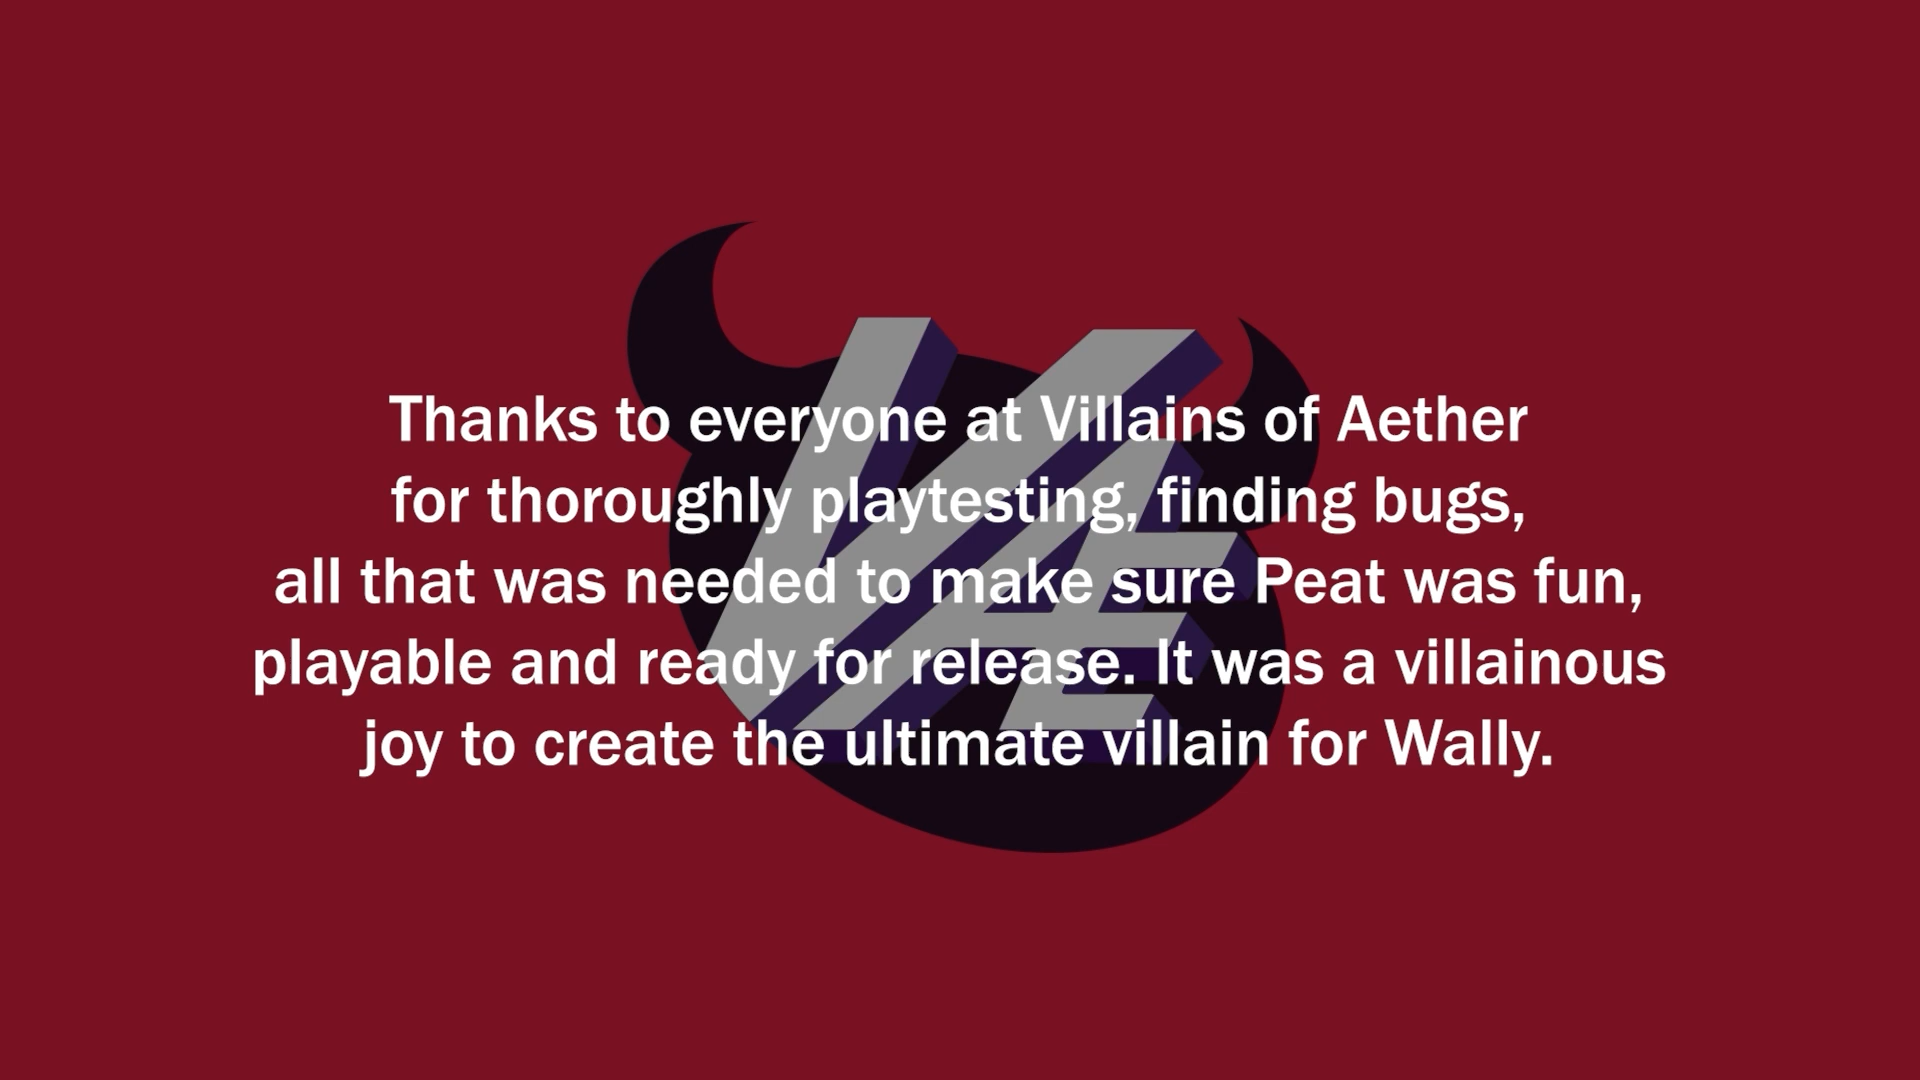 VÆ
Thanks to everyone at Villains of Aether
for thoroughly playtesting, finding bugs,
all that was needed to make sure Peat was fun,
playable and ready for release. It was a villainous
joy to create the ultimate villain for Wally.